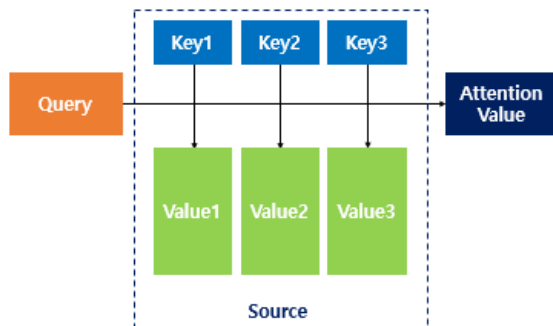 Key1 Key2 Key3
Query
Attention
Value
Value1 Value2 Value3
Source